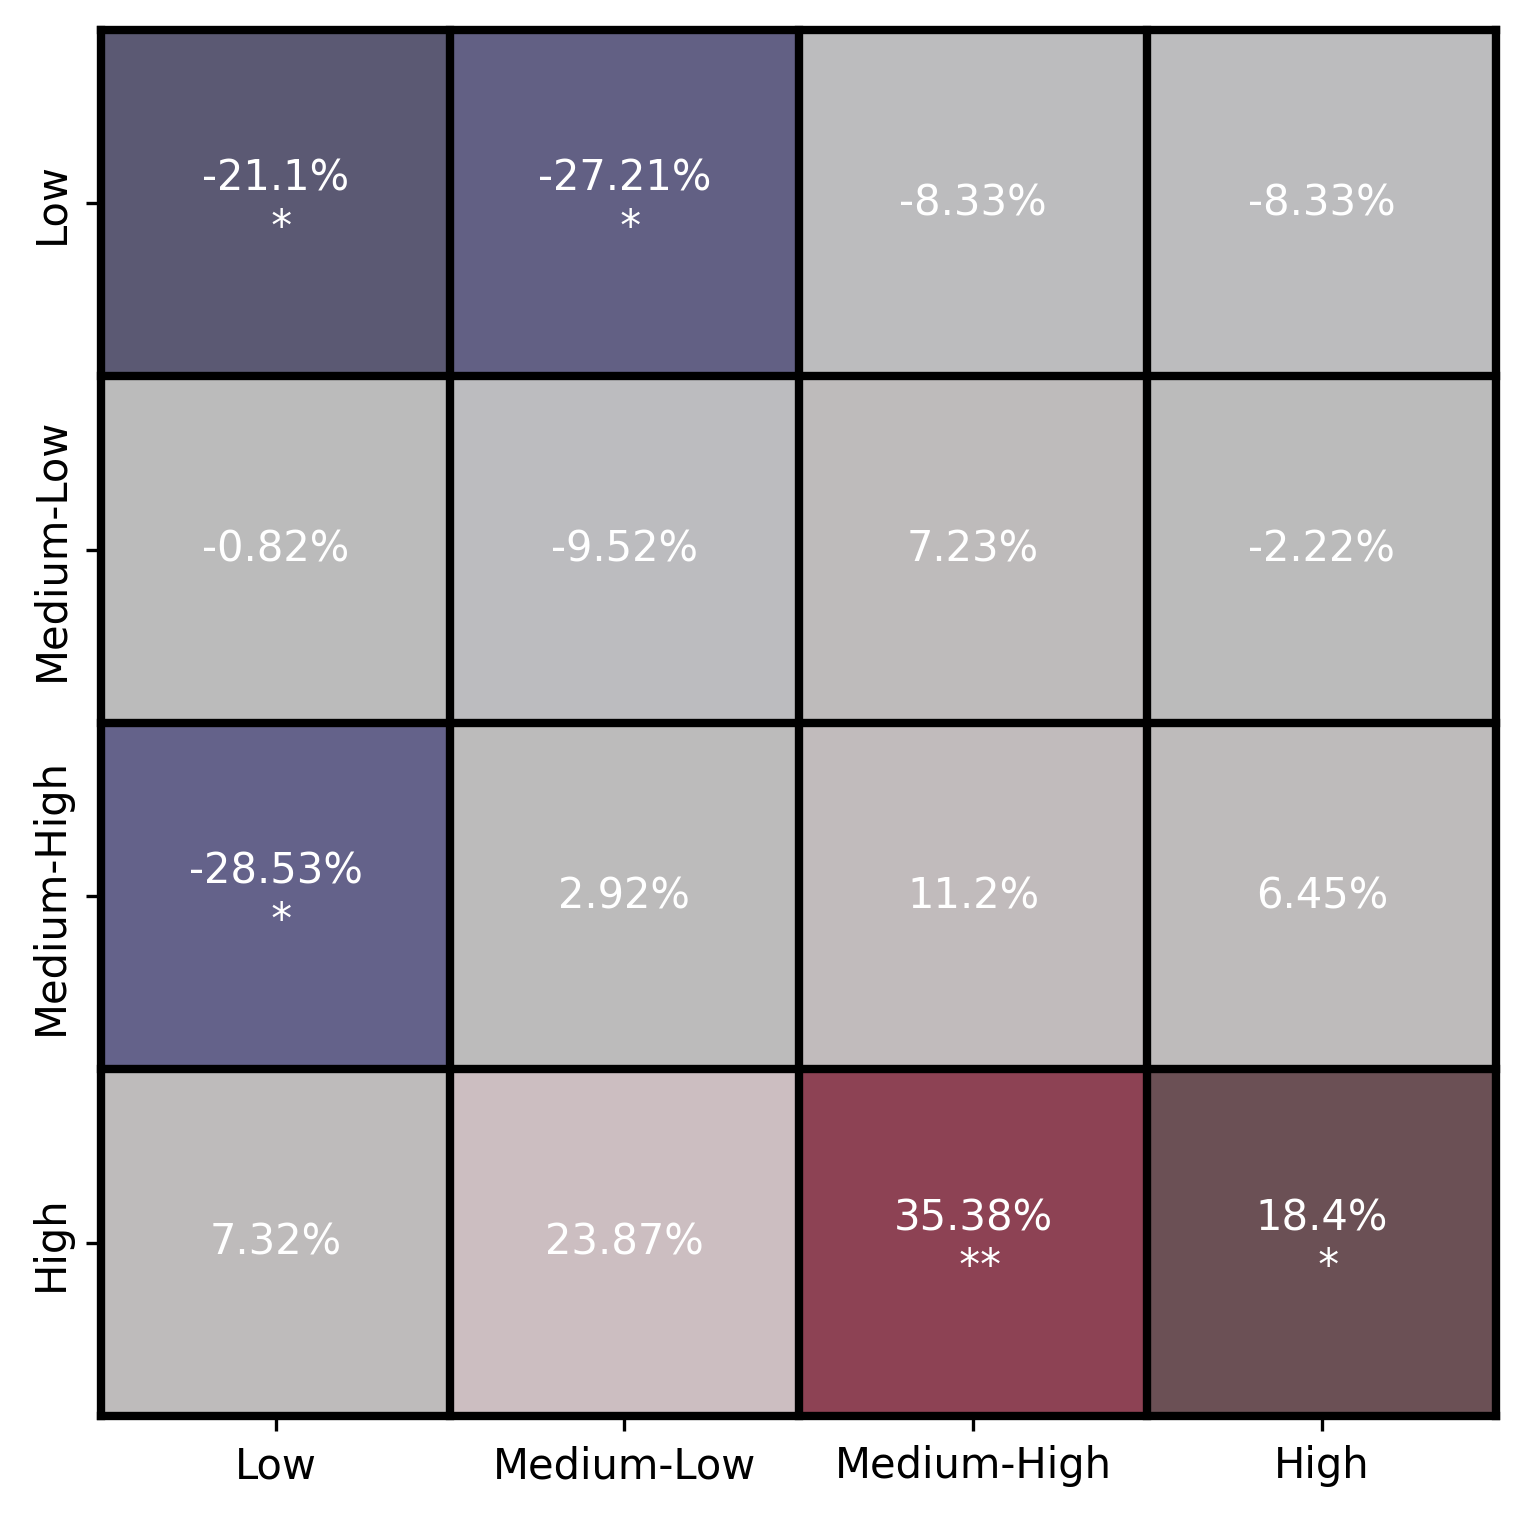 Low
-21.1%
*
-27.21%
*
-8.33%
-8.33%
Medium-Low
-0.82%
-9.52%
7.23%
-2.22%
Medium-High
-28.53%
*
2.92%
11.2%
6.45%
High
7.32%
23.87%
35.38%
**
18.4%
*
Low
Medium-Low
Medium-High
High